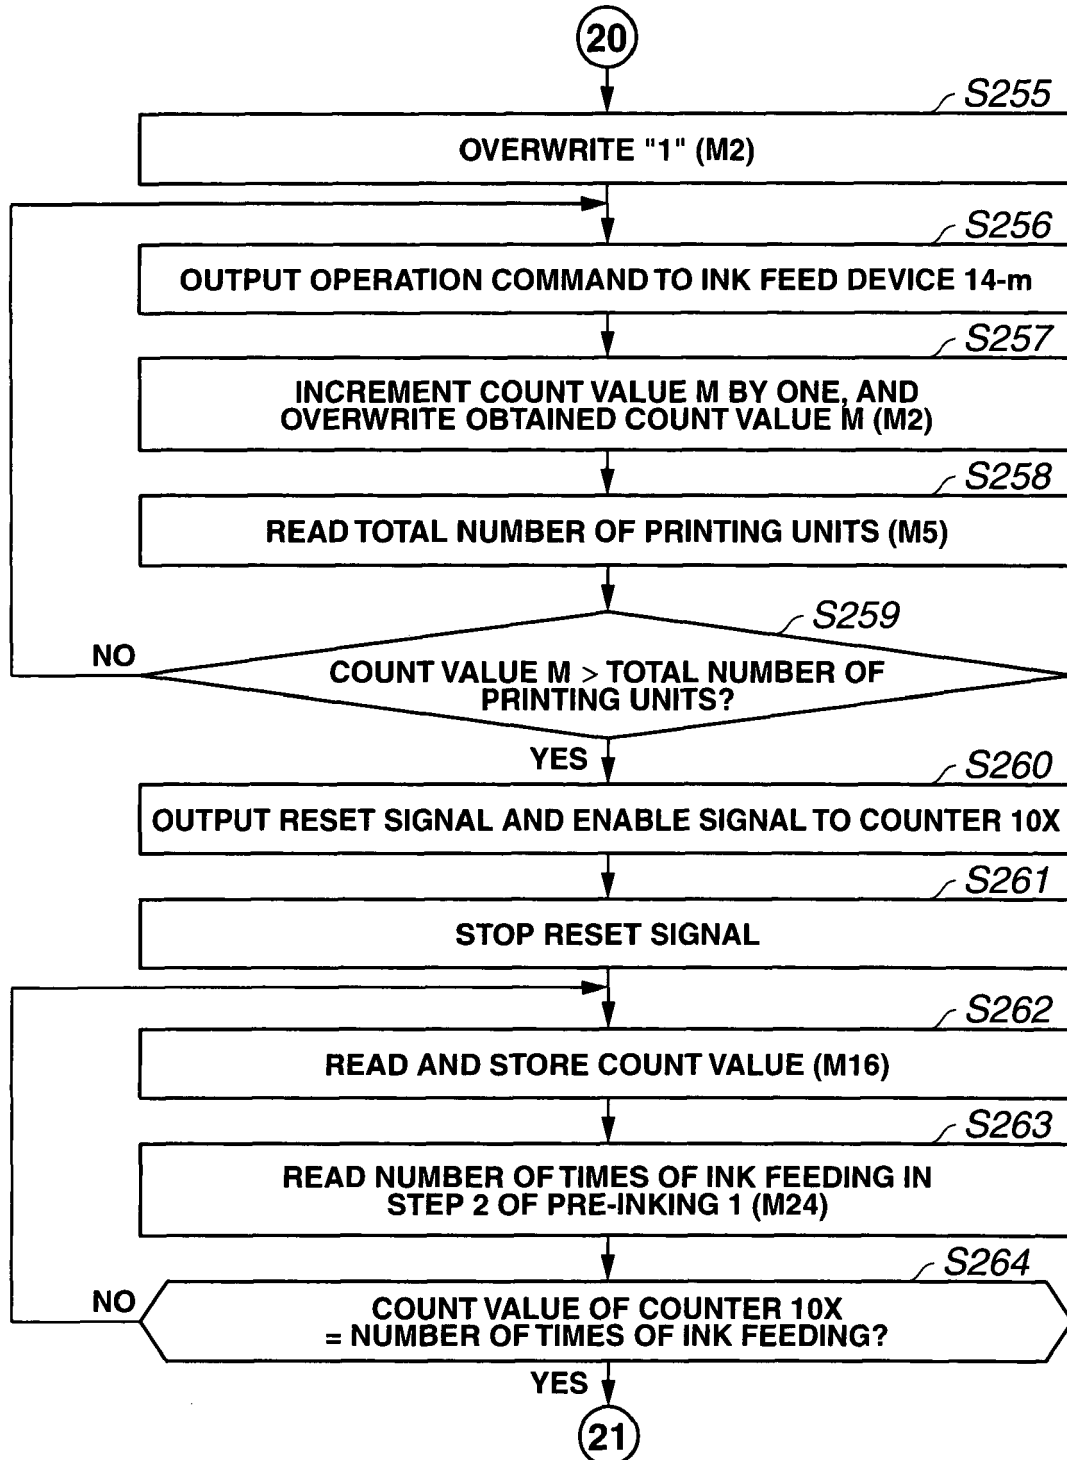 20
S255
OVERWRITE "1" (M2)
S256
OUTPUT OPERATION COMMAND TO INK FEED DEVICE 14-m
S257
INCREMENT COUNT VALUE M BY ONE, AND
OVERWRITE OBTAINED COUNT VALUE M (M2)
S258
READ TOTAL NUMBER OF PRINTING UNITS (M5)
S259
NO
COUNT VALUE M > TOTAL NUMBER OF
PRINTING UNITS?
YES
S260
OUTPUT RESET SIGNAL AND ENABLE SIGNAL TO COUNTER 10X
S261
STOP RESET SIGNAL
S262
READ AND STORE COUNT VALUE (M16)
S263
READ NUMBER OF TIMES OF INK FEEDING IN
STEP 2 OF PRE-INKING 1 (M24)
S264
NO
COUNT VALUE OF COUNTER 10X
= NUMBER OF TIMES OF INK FEEDING?
YES
21